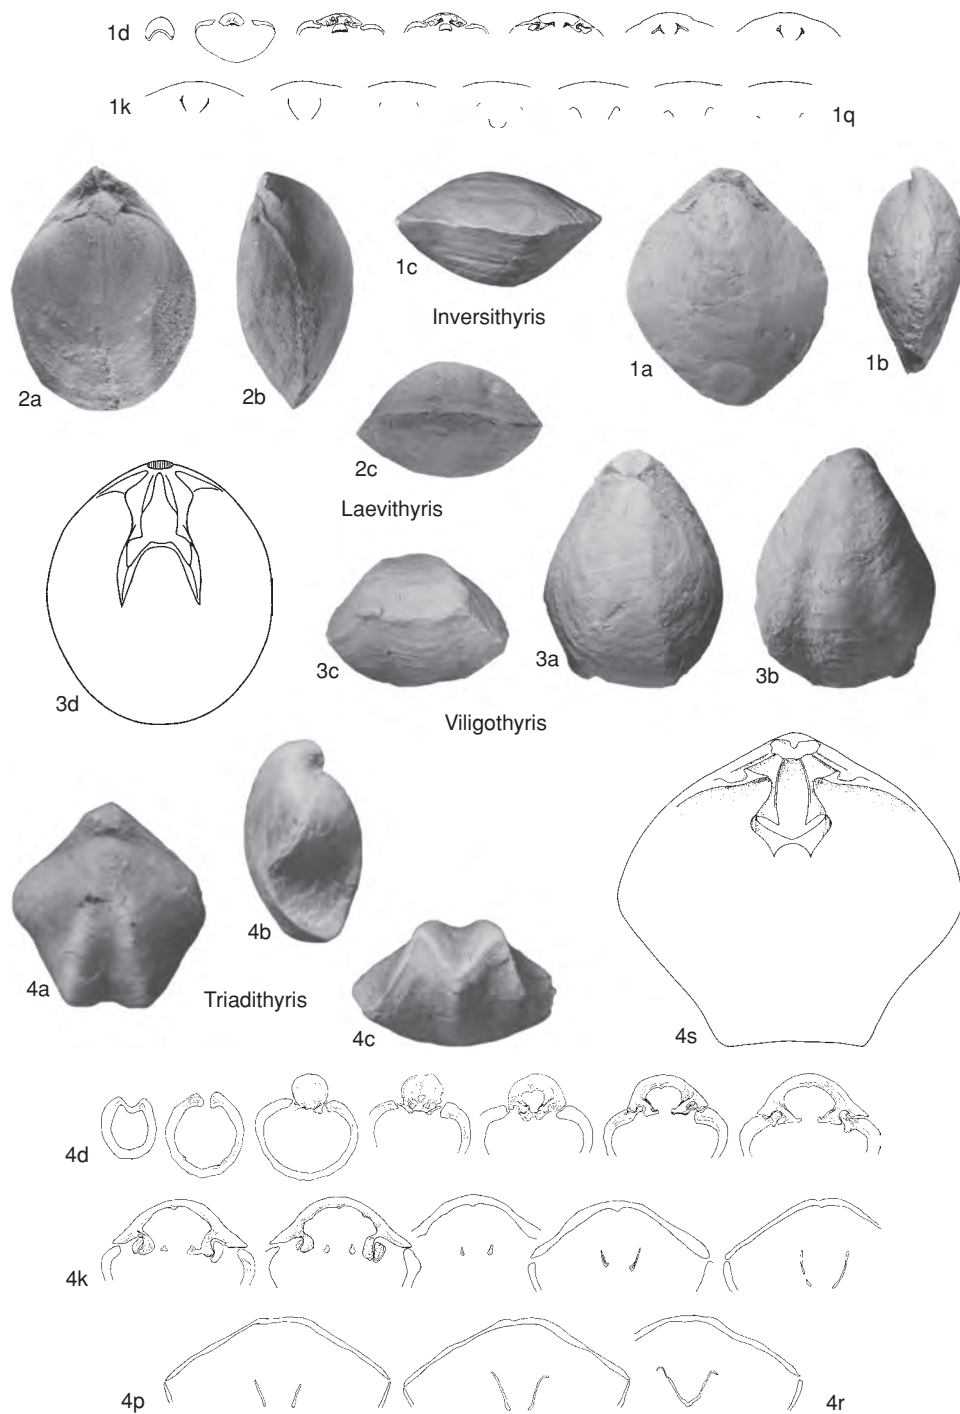 1d
1k
1q
2a
2b
1c
Inversithyris
1a
1b
2c
Laevithyris
3d
3c
3a
3b
Viligothyris
4a
4b
Triadithyris
4c
4s
4d
4k
4p
4r